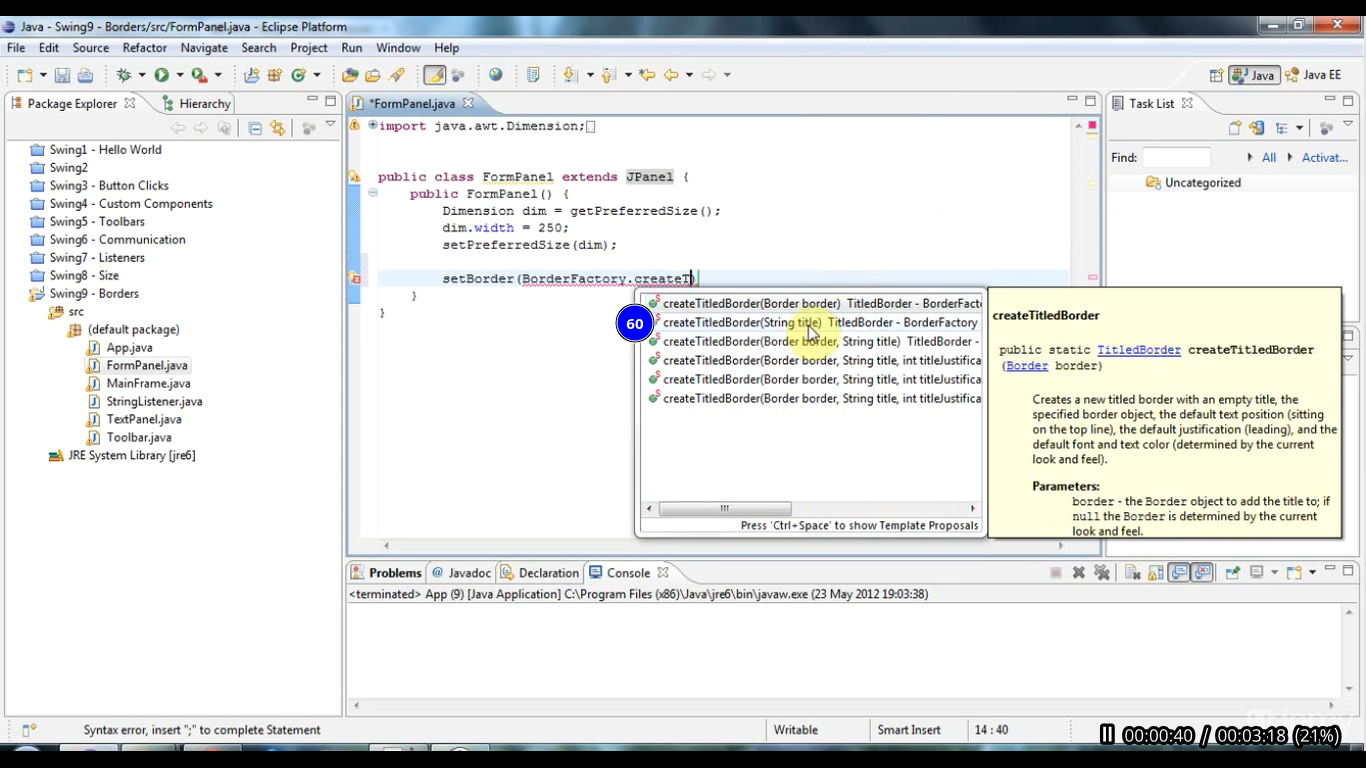 Java - Swing9 - Borders/src/FormPanel.java - Eclipse Platform
File Edit Source Refactor Navigate Search Project Run Window Help
Java Java EE
Package Explorer Hierarchy
Swing1 - Hello World
Swing2
Swing3 - Button Clicks
Swing4 - Custom Components
Swing5 - Toolbars
Swing6 - Communication
Swing7 - Listeners
Swing8 - Size
Swing9 - Borders
src
(default package)
App.java
FormPanel.java
MainFrame.java
StringListener.java
TextPanel.java
Toolbar.java
JRE System Library [jre6]
*FormPanel.java
import java.awt.Dimension;
public class FormPanel extends JPanel {
public FormPanel() {
Dimension dim = getPreferredSize();
dim.width = 250;
setPreferredSize(dim);
setBorder(BorderFactory.createT)
}
}
60
createTitledBorder(Border border) TitledBorder - BorderFacto
createTitledBorder(String title) TitledBorder - BorderFactory
createTitledBorder(Border border, String title) TitledBorder -
createTitledBorder(Border border, String title, int titleJustifica
createTitledBorder(Border border, String title, int titleJustifica
createTitledBorder(Border border, String title, int titleJustifica
Press 'Ctrl+Space' to show Template Proposals
createTitledBorder
public static TitledBorder createTitledBorder
(Border border)
Creates a new titled border with an empty title, the
specified border object, the default text position (sitting
on the top line), the default justification (leading), and the
default font and text color (determined by the current
look and feel).
Parameters:
border - the Border object to add the title to; if
null the Border is determined by the current
look and feel.
Task List
Find: All Activat...
Uncategorized
Problems @ Javadoc Declaration Console
<terminated> App (9) [Java Application] C:\Program Files (x86)\Java\jre6\bin\javaw.exe (23 May 2012 19:03:38)
Syntax error, insert ";" to complete Statement Writable Smart Insert 14 : 40
00:00:40 / 00:03:18 (21%)